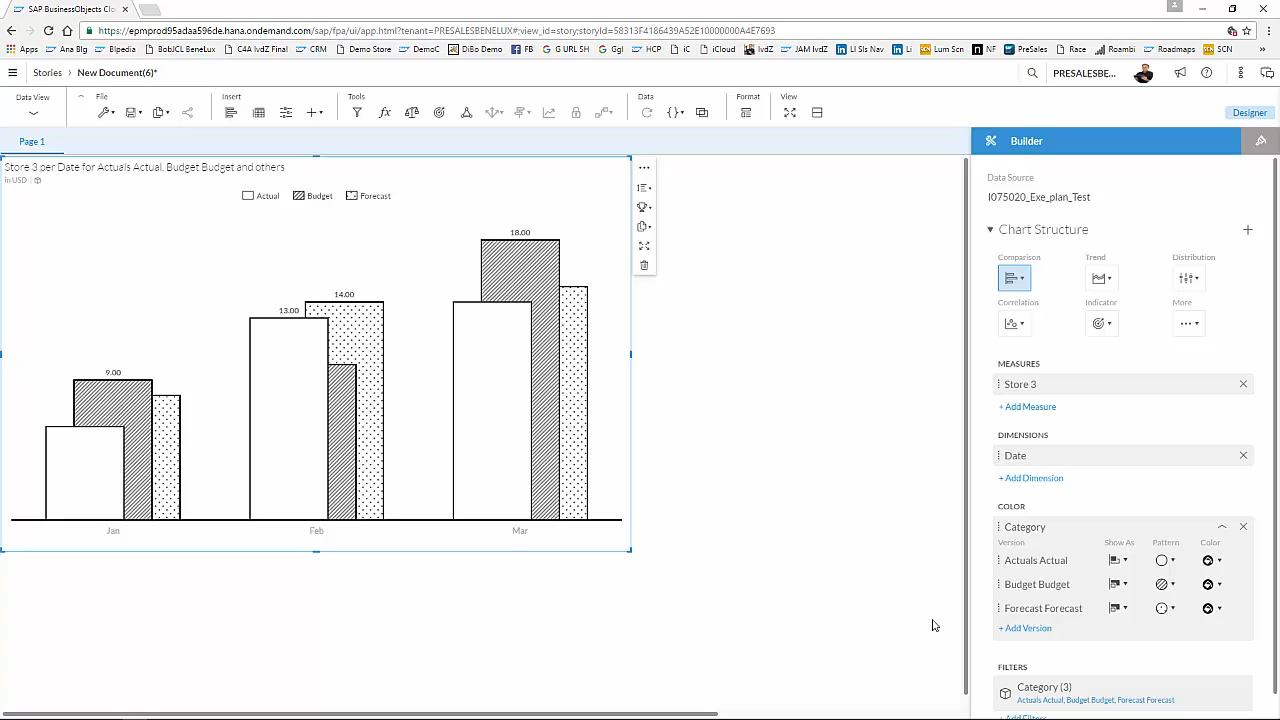 SAP BusinessObjects Clo
https://epmprod95adaa596de.hana.ondemand.com/sap/fpa/ui/app.html?tenant=PRESALESBENELUX#;view_id=story;storyId=58313F4186439A52E10000000A4E7693
Apps Ana Blg BIpedia BobJCL BeneLux C4A IvdZ Final CRM Demo Store DemoC DiBo Demo FB G URL SH Ggl HCP iC iCloud IvdZ JAM IvdZ LI Sls Nav Li Lum Scn NF PreSales Race Roambi Roadmaps SCN »
Stories > New Document(6)* PRESALESBE...
Data View File Insert Tools Data Format View
fx {} Designer
Page 1
Builder
Store 3 per Date for Actuals Actual, Budget Budget and others
in USD
Actual Budget Forecast
18.00
14.00
13.00
9.00
Jan Feb Mar
Data Source
I075020_Exe_plan_Test
Chart Structure
Comparison Trend Distribution
Correlation Indicator More
MEASURES
Store 3
+ Add Measure
DIMENSIONS
Date
+ Add Dimension
COLOR
Category
Version Show As Pattern Color
Actuals Actual
Budget Budget
Forecast Forecast
+ Add Version
FILTERS
Category (3)
Actuals Actual, Budget Budget, Forecast Forecast
+ Add Filters